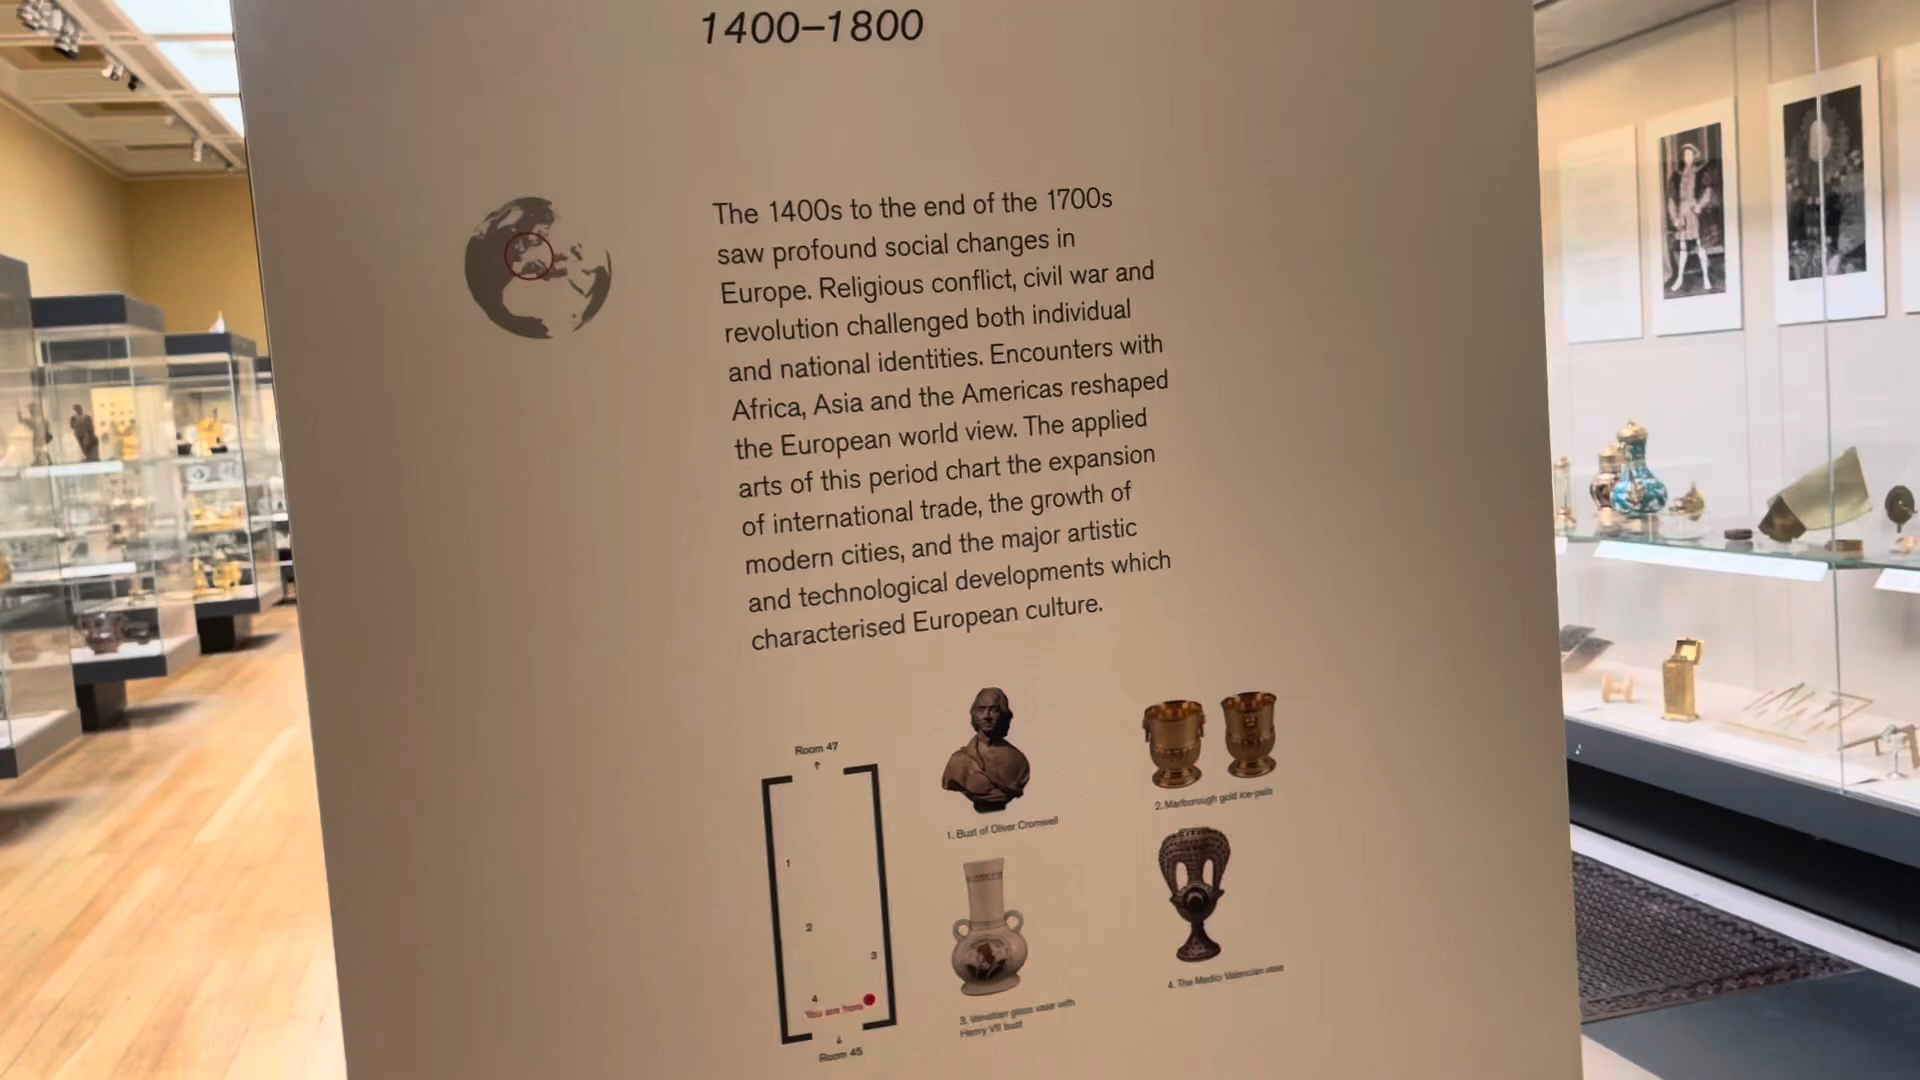 1400–1800
The 1400s to the end of the 1700s
saw profound social changes in
Europe. Religious conflict, civil war and
revolution challenged both individual
and national identities. Encounters with
Africa, Asia and the Americas reshaped
the European world view. The applied
arts of this period chart the expansion
of international trade, the growth of
modern cities, and the major artistic
and technological developments which
characterised European culture.
Room 47
1
2
3
4
You are here
Room 45
1. Bust of Oliver Cromwell
2. Marlborough gold ice-pails
3. Venetian glass vase with
Henry VII bust
4. The Medici Valencian vase